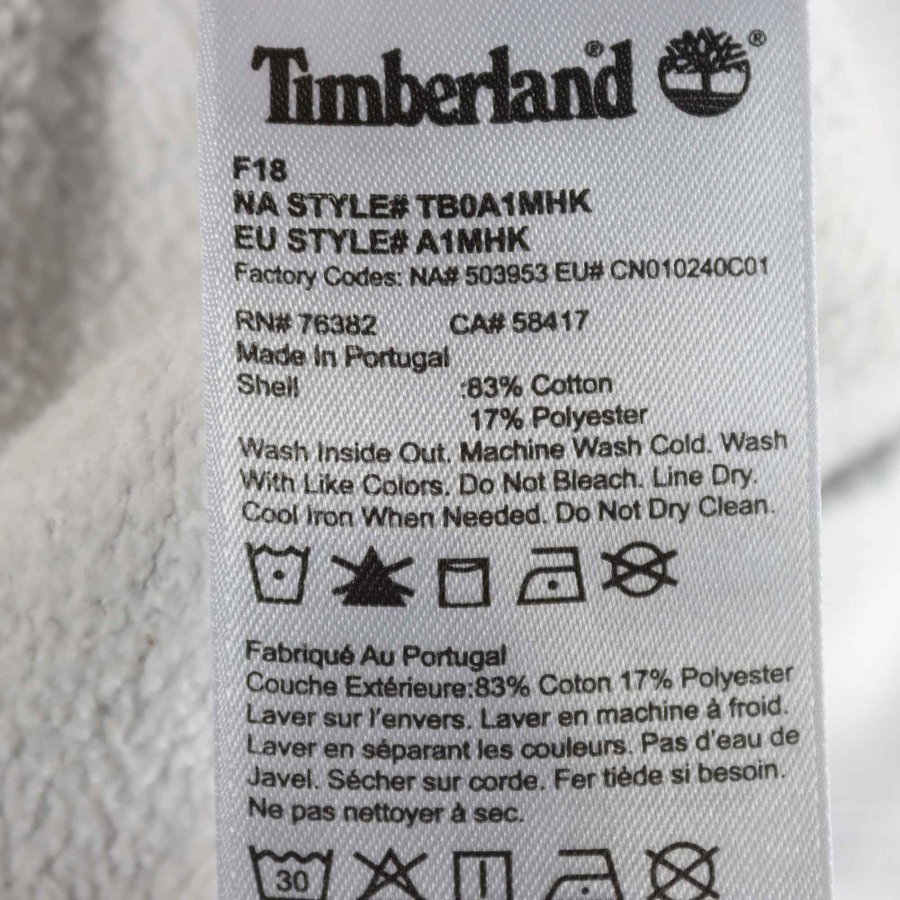 Timberland® ®
F18
NA STYLE# TB0A1MHK
EU STYLE# A1MHK
Factory Codes: NA# 503953 EU# CN010240C01
RN# 76382 CA# 58417
Made In Portugal
Shell :83% Cotton
17% Polyester
Wash Inside Out. Machine Wash Cold. Wash
With Like Colors. Do Not Bleach. Line Dry.
Cool Iron When Needed. Do Not Dry Clean.
Fabriqué Au Portugal
Couche Extérieure:83% Coton 17% Polyester
Laver sur l'envers. Laver en machine à froid.
Laver en séparant les couleurs. Pas d'eau de
Javel. Sécher sur corde. Fer tiède si besoin.
Ne pas nettoyer à sec.
30